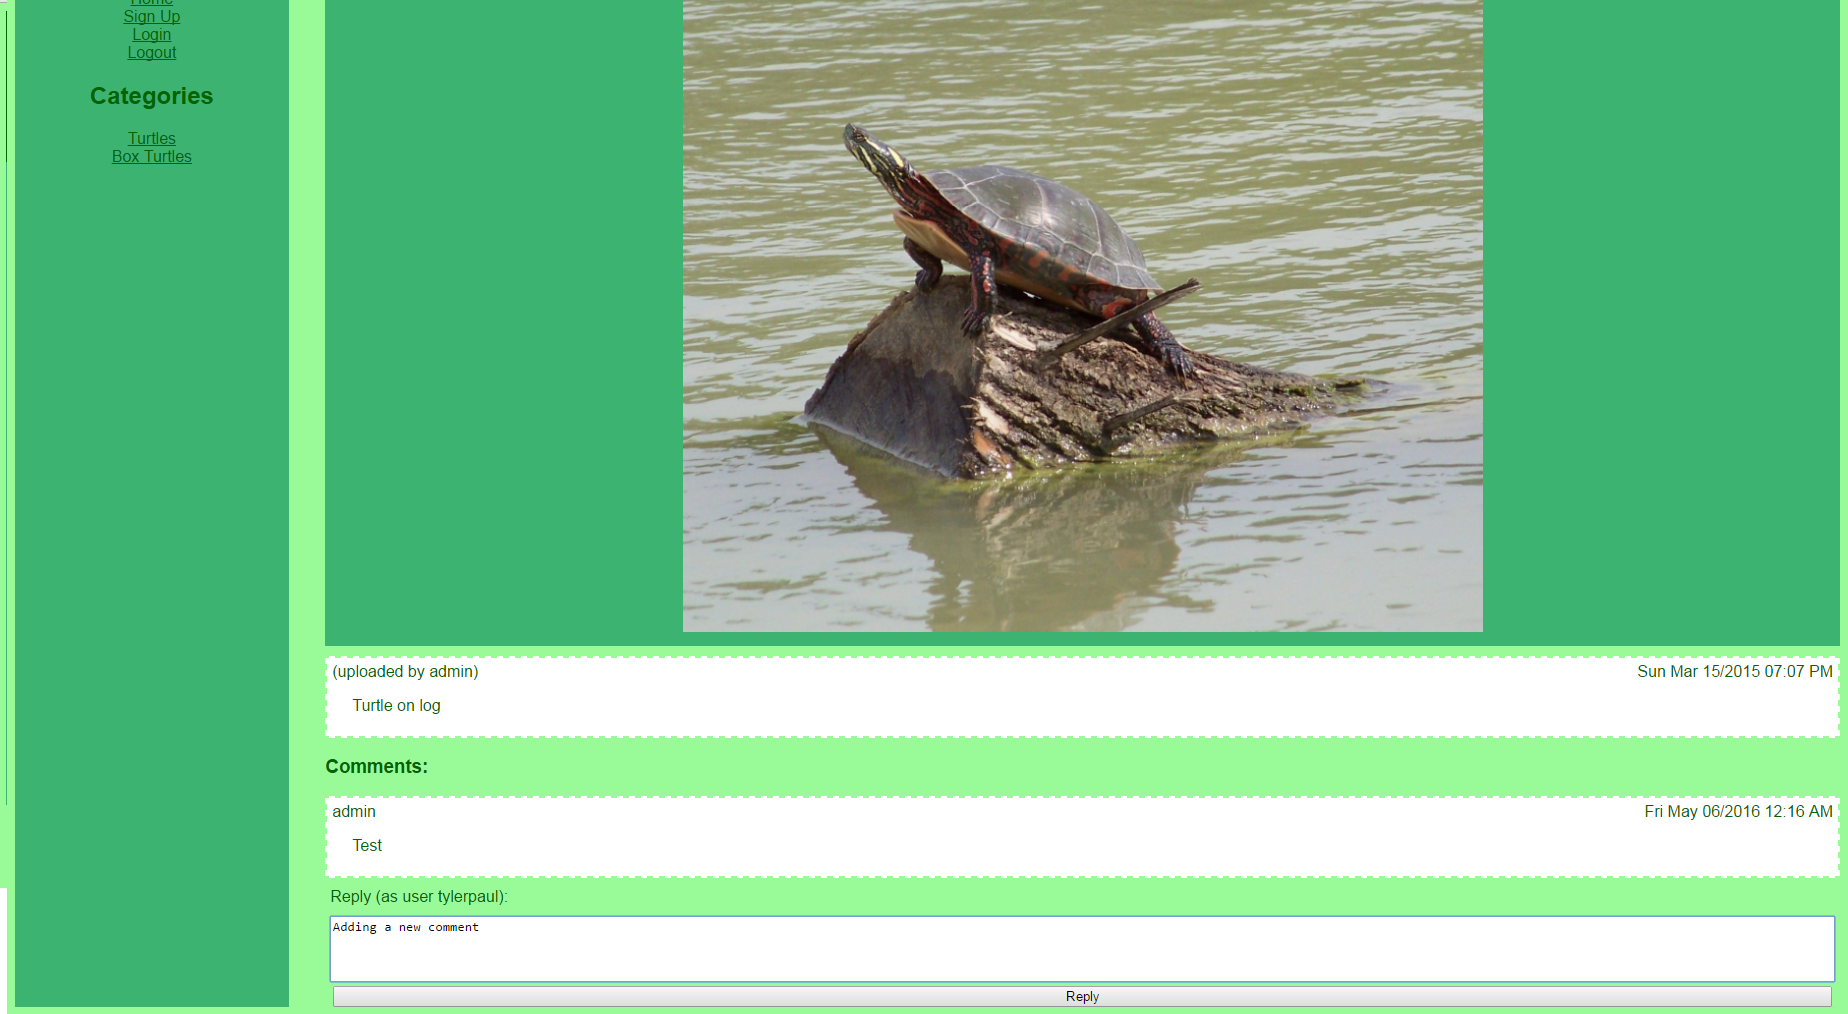 Home
Sign Up
Login
Logout
Categories
Turtles
Box Turtles
(uploaded by admin)
Sun Mar 15/2015 07:07 PM
Turtle on log
Comments:
admin
Fri May 06/2016 12:16 AM
Test
Reply (as user tylerpaul):
Adding a new comment
Reply